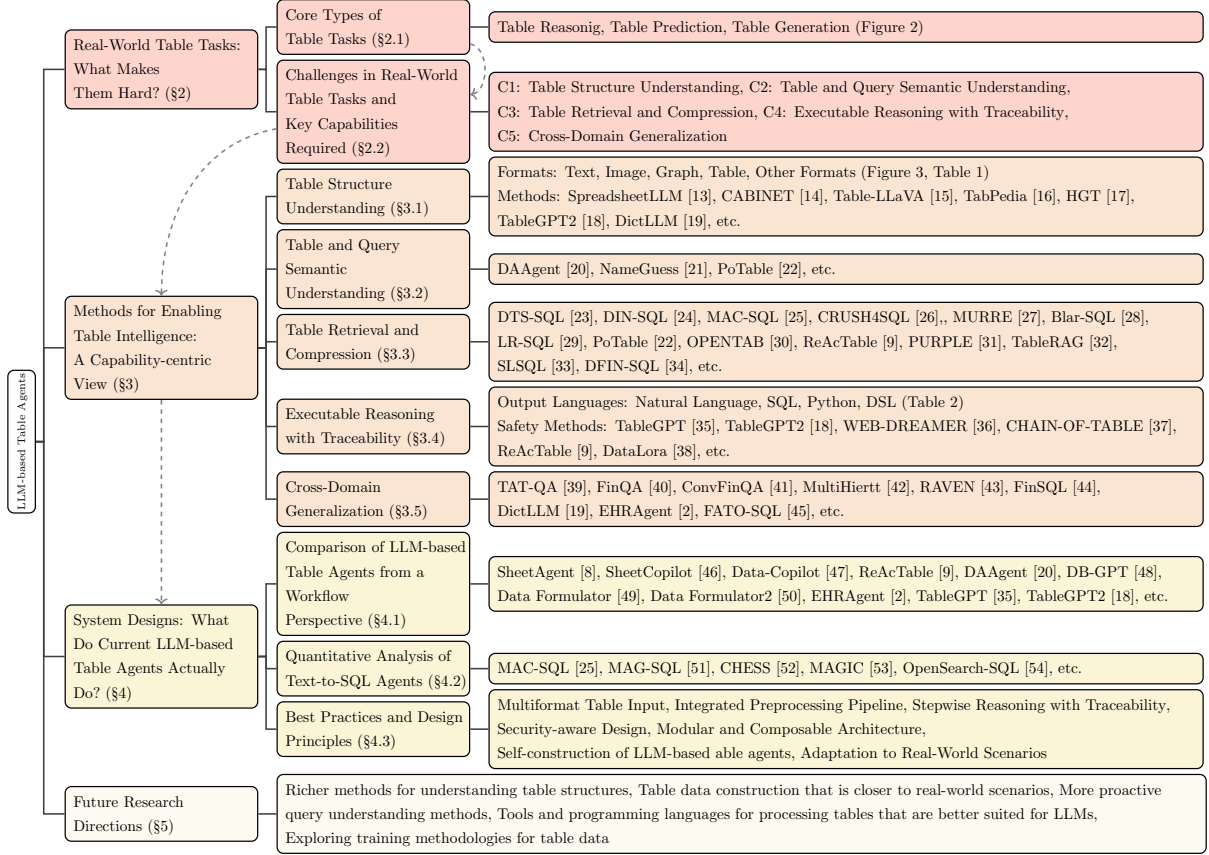 LLM-based Table Agents
Real-World Table Tasks:
What Makes
Them Hard? (§2)
Core Types of
Table Tasks (§2.1)
Table Reasonig, Table Prediction, Table Generation (Figure 2)
Challenges in Real-World
Table Tasks and
Key Capabilities
Required (§2.2)
C1: Table Structure Understanding, C2: Table and Query Semantic Understanding,
C3: Table Retrieval and Compression, C4: Executable Reasoning with Traceability,
C5: Cross-Domain Generalization
Methods for Enabling
Table Intelligence:
A Capability-centric
View (§3)
Table Structure
Understanding (§3.1)
Formats: Text, Image, Graph, Table, Other Formats (Figure 3, Table 1)
Methods: SpreadsheetLLM [13], CABINET [14], Table-LLaVA [15], TabPedia [16], HGT [17],
TableGPT2 [18], DictLLM [19], etc.
Table and Query
Semantic
Understanding (§3.2)
DAAgent [20], NameGuess [21], PoTable [22], etc.
Table Retrieval and
Compression (§3.3)
DTS-SQL [23], DIN-SQL [24], MAC-SQL [25], CRUSH4SQL [26],, MURRE [27], Blar-SQL [28],
LR-SQL [29], PoTable [22], OPENTAB [30], ReAcTable [9], PURPLE [31], TableRAG [32],
SLSQL [33], DFIN-SQL [34], etc.
Executable Reasoning
with Traceability (§3.4)
Output Languages: Natural Language, SQL, Python, DSL (Table 2)
Safety Methods: TableGPT [35], TableGPT2 [18], WEB-DREAMER [36], CHAIN-OF-TABLE [37],
ReAcTable [9], DataLora [38], etc.
Cross-Domain
Generalization (§3.5)
TAT-QA [39], FinQA [40], ConvFinQA [41], MultiHiertt [42], RAVEN [43], FinSQL [44],
DictLLM [19], EHRAgent [2], FATO-SQL [45], etc.
System Designs: What
Do Current LLM-based
Table Agents Actually
Do? (§4)
Comparison of LLM-based
Table Agents from a
Workflow
Perspective (§4.1)
SheetAgent [8], SheetCopilot [46], Data-Copilot [47], ReAcTable [9], DAAgent [20], DB-GPT [48],
Data Formulator [49], Data Formulator2 [50], EHRAgent [2], TableGPT [35], TableGPT2 [18], etc.
Quantitative Analysis of
Text-to-SQL Agents (§4.2)
MAC-SQL [25], MAG-SQL [51], CHESS [52], MAGIC [53], OpenSearch-SQL [54], etc.
Best Practices and Design
Principles (§4.3)
Multiformat Table Input, Integrated Preprocessing Pipeline, Stepwise Reasoning with Traceability,
Security-aware Design, Modular and Composable Architecture,
Self-construction of LLM-based able agents, Adaptation to Real-World Scenarios
Future Research
Directions (§5)
Richer methods for understanding table structures, Table data construction that is closer to real-world scenarios, More proactive
query understanding methods, Tools and programming languages for processing tables that are better suited for LLMs,
Exploring training methodologies for table data